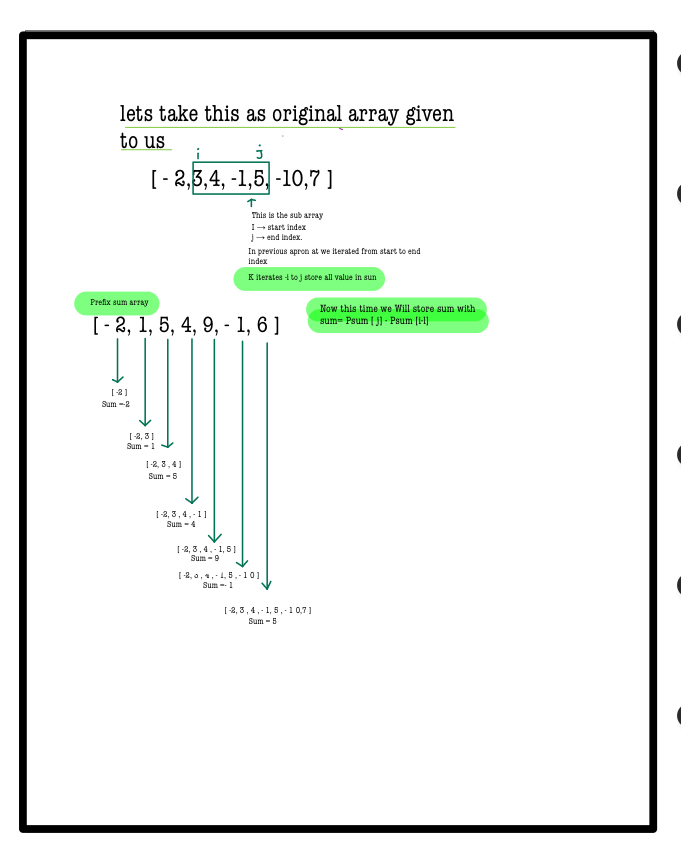 lets take this as original array given
to us
i j
[ - 2,3,4, -1,5, -10,7 ]
This is the sub array
I → start index
j → end index.
In previous apron at we iterated from start to end
index
K iterates -i to j store all value in sun
Prefix sum array
Now this time we Will store sum with
sum= Psum [ j] - Psum [i-1]
[ - 2, 1, 5, 4, 9, - 1, 6 ]
[ -2 ]
Sum =-2
[ -2, 3 ]
Sum = 1
[ -2, 3 , 4 ]
Sum = 5
[ -2, 3 , 4 , - 1 ]
Sum = 4
[ -2, 3 , 4 , - 1, 5 ]
Sum = 9
[ -2, 3 , 4 , - 1, 5 , - 1 0 ]
Sum =- 1
[ -2, 3 , 4 , - 1, 5 , - 1 0,7 ]
Sum = 5